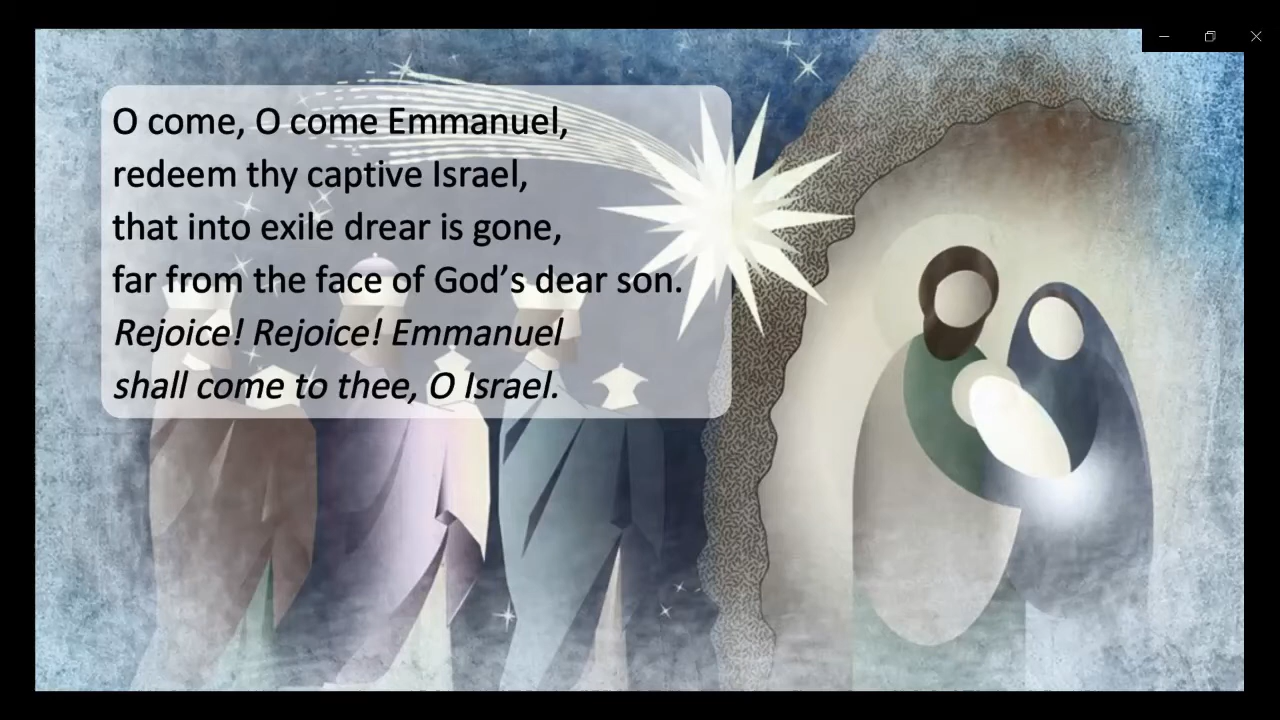 O come, O come Emmanuel,
redeem thy captive Israel,
that into exile drear is gone,
far from the face of God’s dear son.
Rejoice! Rejoice! Emmanuel
shall come to thee, O Israel.